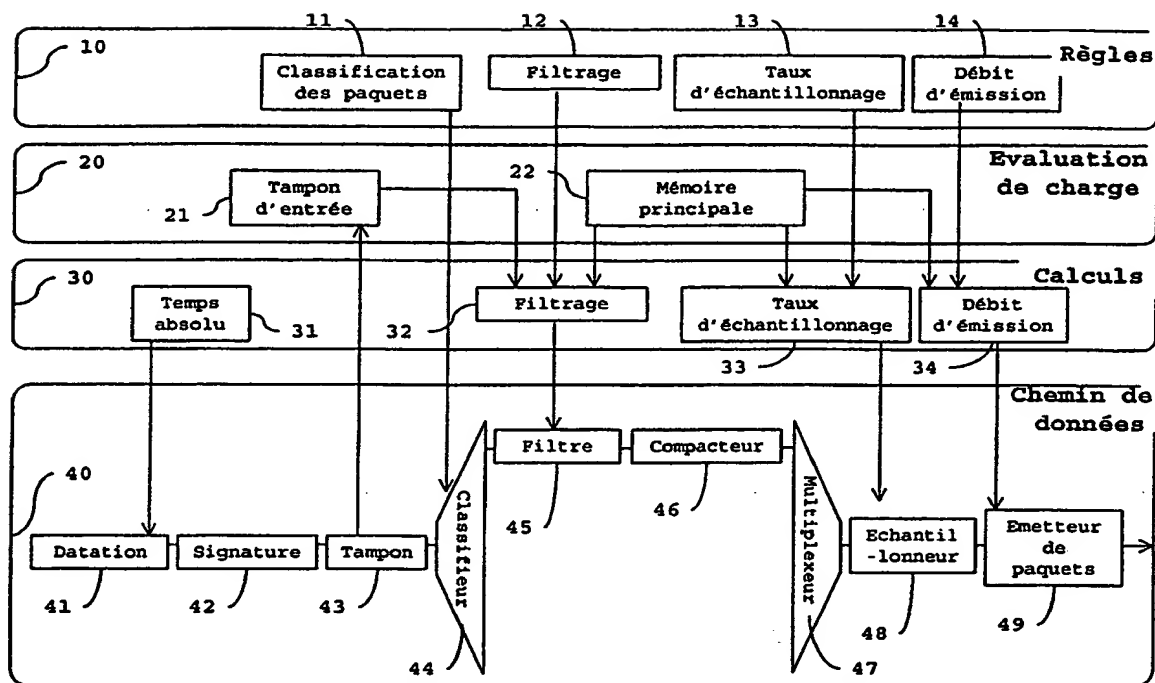 11
12
13
14
10
Règles
Classification
des paquets
Filtrage
Taux
d'échantillonnage
Débit
d'émission
20
Evaluation
de charge
21
Tampon
d'entrée
22
Mémoire
principale
30
Calculs
Temps
absolu
31
32
Filtrage
Taux
d'échantillonnage
Débit
d'émission
33
34
Chemin de
données
40
Filtre
Compacteur
45
46
Classifieur
Multiplexeur
Datation
Signature
Tampon
Echantil
-lonneur
Emetteur
de
paquets
41
42
43
44
47
48
49